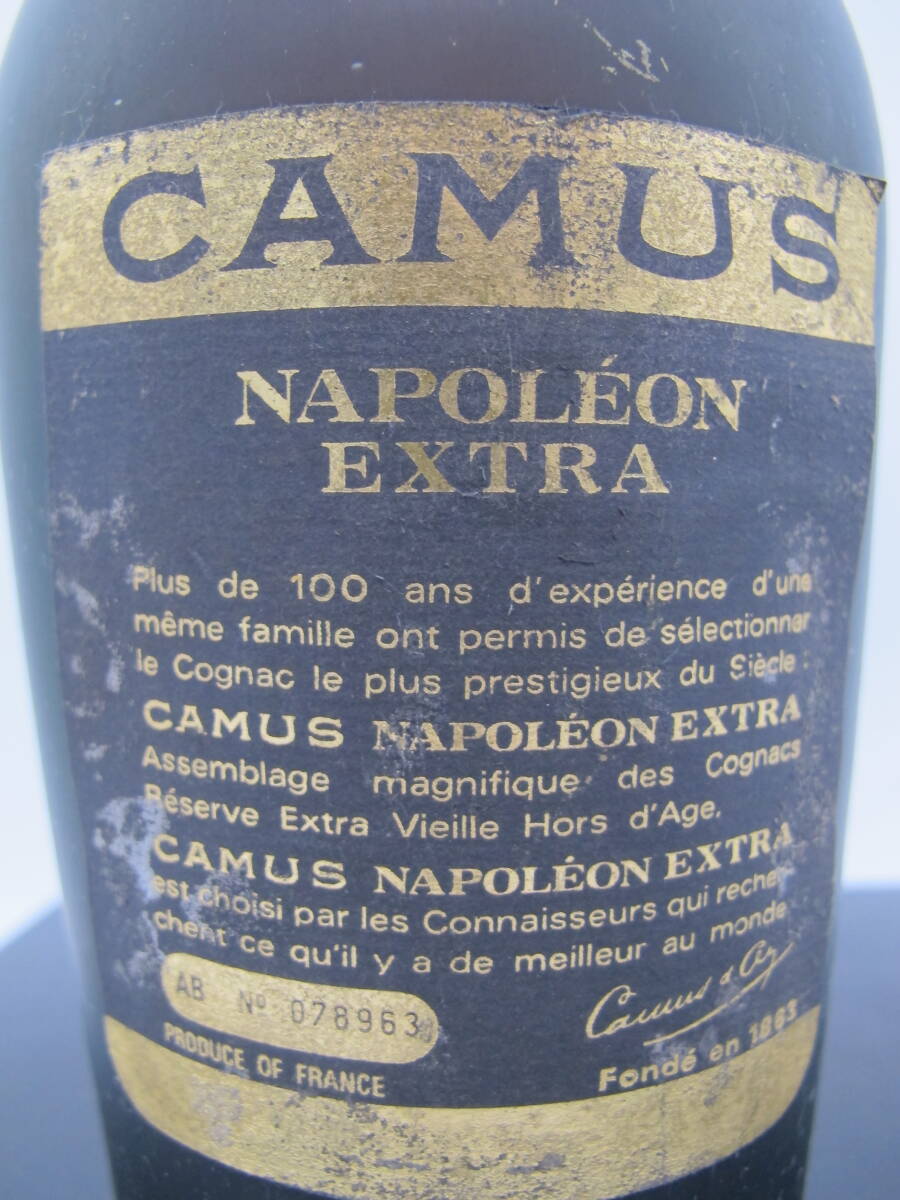 CAMUS
NAPOLÉON
EXTRA
Plus de 100 ans d'expérience d'une
même famille ont permis de sélectionner
le Cognac le plus prestigieux du Siècle :
CAMUS NAPOLÉON EXTRA
Assemblage magnifique des Cognacs
Réserve Extra Vieille Hors d'Age.
CAMUS NAPOLÉON EXTRA
est choisi par les Connaisseurs qui recher-
chent ce qu'il y a de meilleur au monde.
AB Nº 078963
Camus & Cie
PRODUCE OF FRANCE
Fondé en 1863